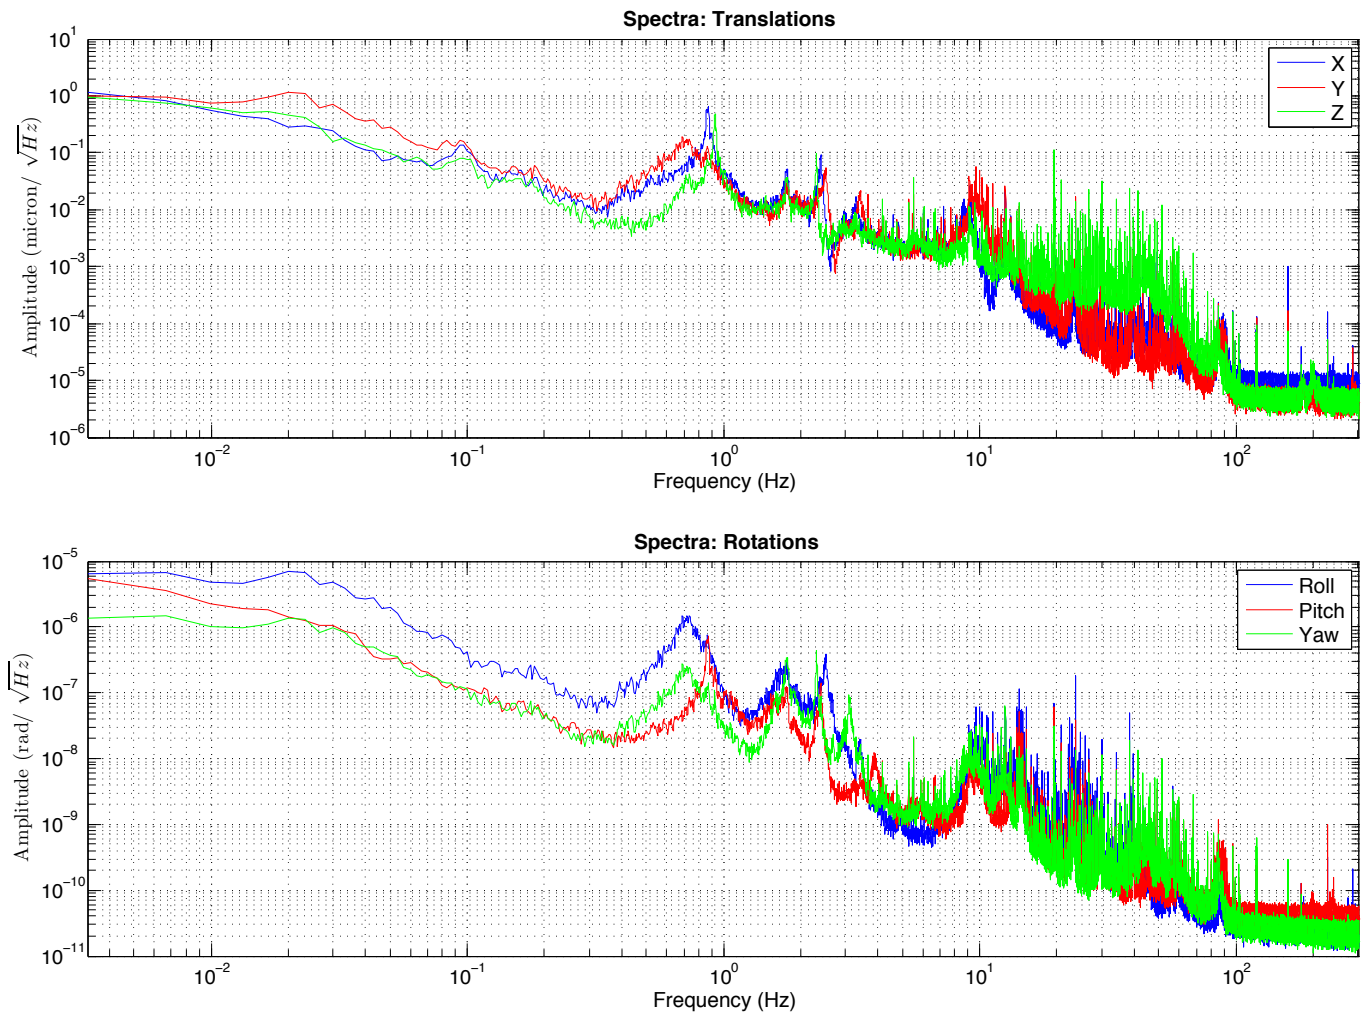 Spectra: Translations
10^1
10^0
10^−1
10^−2
10^−3
10^−4
10^−5
10^−6
Amplitude (micron/ √Hz)
X
Y
Z
10^−2 10^−1 10^0 10^1 10^2
Frequency (Hz)
Spectra: Rotations
10^−5
10^−6
10^−7
10^−8
10^−9
10^−10
10^−11
Amplitude (rad/ √Hz)
Roll
Pitch
Yaw
10^−2 10^−1 10^0 10^1 10^2
Frequency (Hz)